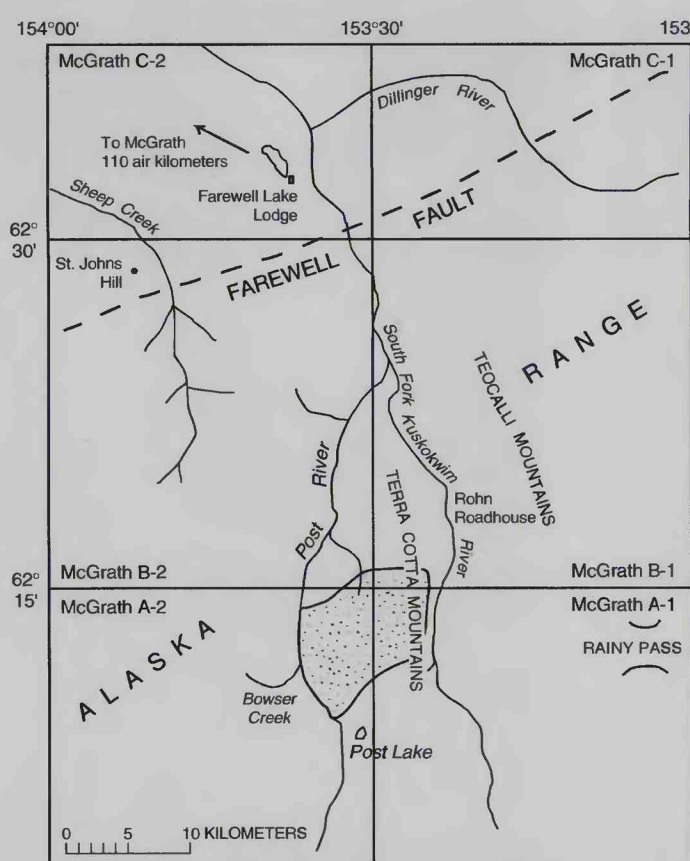 154°00'
153°30'
153
McGrath C-2
McGrath C-1
Dillinger River
To McGrath
110 air kilometers
Farewell Lake
Lodge
Sheep Creek
62°
30'
FAREWELL FAULT
St. Johns
Hill
RANGE
South Fork Kuskokwim River
TEOCALLI MOUNTAINS
Post River
TERRA COTTA MOUNTAINS
Rohn
Roadhouse
McGrath B-2
McGrath B-1
62°
15'
McGrath A-2
McGrath A-1
RAINY PASS
ALASKA
Bowser
Creek
Post Lake
0 5 10 KILOMETERS